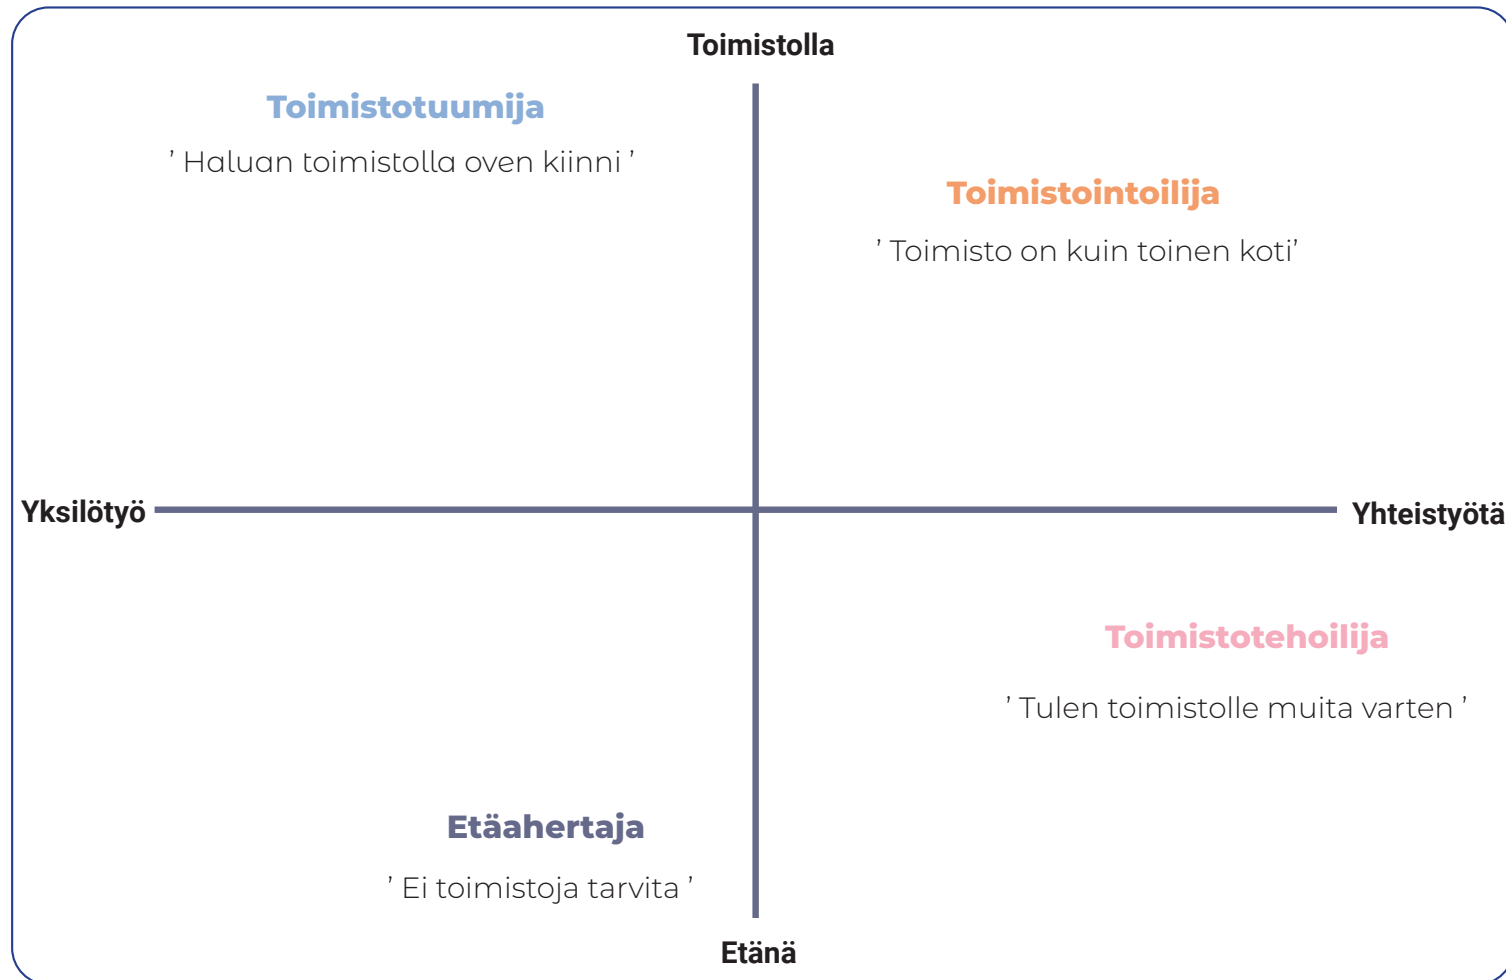 Toimistolla
Toimistotuumija
’ Haluan toimistolla oven kiinni ’
Toimistointoilija
’ Toimisto on kuin toinen koti’
Yksilötyö
Yhteistyötä
Toimistotehoilija
’ Tulen toimistolle muita varten ’
Etäahertaja
’ Ei toimistoja tarvita ’
Etänä